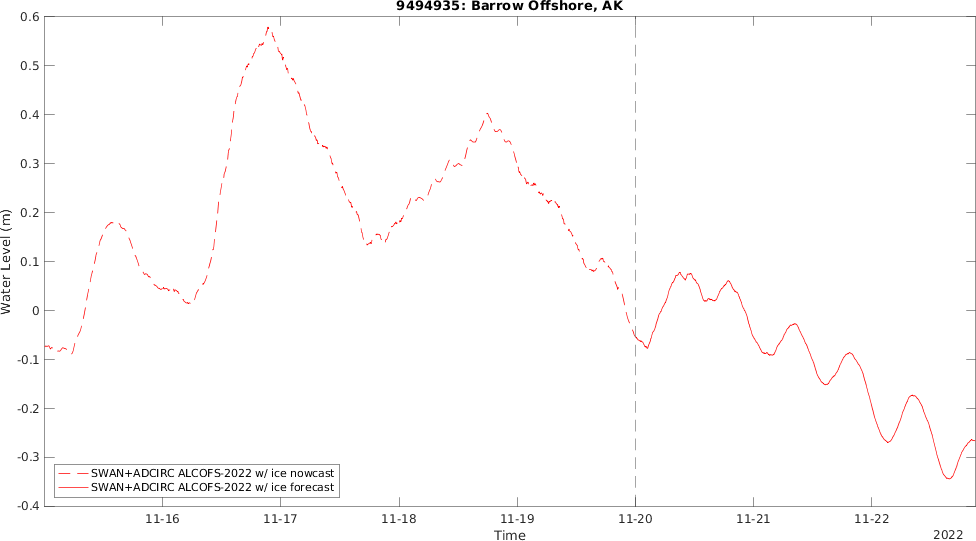 9494935: Barrow Offshore, AK
0.6
0.5
0.4
0.3
0.2
0.1
0
-0.1
-0.2
-0.3
-0.4
Water Level (m)
SWAN+ADCIRC ALCOFS-2022 w/ ice nowcast
SWAN+ADCIRC ALCOFS-2022 w/ ice forecast
11-16 11-17 11-18 11-19 11-20 11-21 11-22
Time
2022